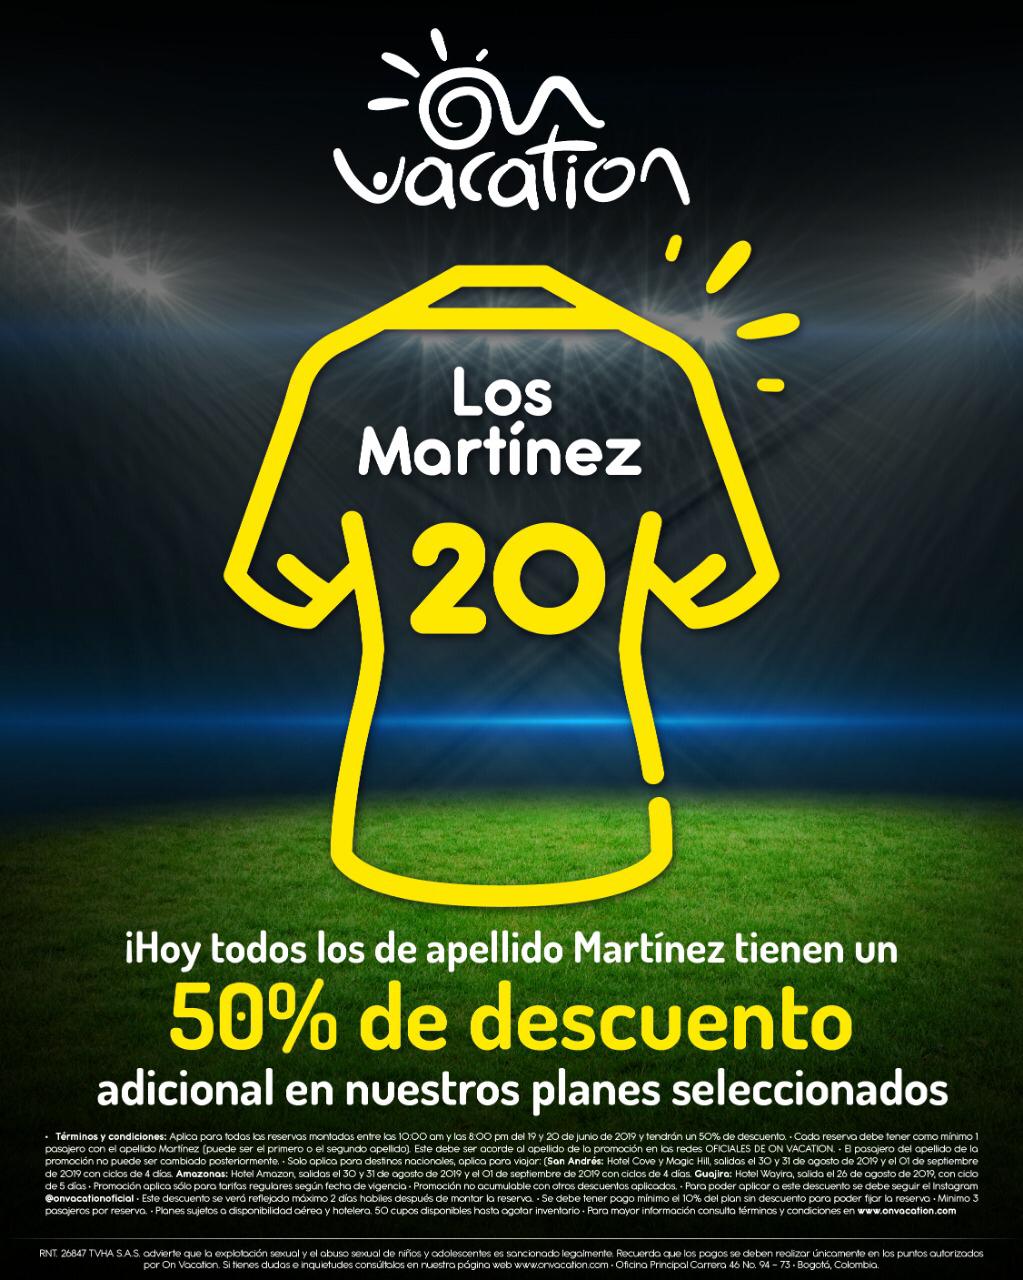 On
vacation
Los
Martínez
20
¡Hoy todos los de apellido Martínez tienen un
50% de descuento
adicional en nuestros planes seleccionados
• Términos y condiciones: Aplica para todas las reservas montadas entre las 10:00 am y las 8:00 pm del 19 y 20 de junio de 2019 y tendrán un 50% de descuento. • Cada reserva debe tener como mínimo 1
pasajero con el apellido Martínez (puede ser el primero o el segundo apellido). Este debe ser acorde al apellido de la promoción en las redes OFICIALES DE ON VACATION. • El pasajero del apellido de la
promoción no puede ser cambiado posteriormente. • Solo aplica para destinos nacionales, aplica para viajar: (San Andrés: Hotel Cove y Magic Hill, salidas el 30 y 31 de agosto de 2019 y el 01 de septiembre
de 2019 con ciclos de 4 días. Amazonas: Hotel Amazon, salidas el 30 y 31 de agosto de 2019 y el 01 de septiembre de 2019 con ciclos de 4 días. Guajira: Hotel Wayira, salida el 26 de agosto de 2019, con ciclo
de 5 días • Promoción aplica sólo para tarifas regulares según fecha de vigencia • Promoción no acumulable con otros descuentos aplicados. • Para poder aplicar a este descuento se debe seguir el Instagram
@onvacationoficial • Este descuento se verá reflejado máximo 2 días habiles después de montar la reserva. • Se debe tener pago mínimo el 10% del plan sin descuento para poder fijar la reserva • Minimo 3
pasajeros por reserva. • Planes sujetos a disponibilidad aérea y hotelera. 50 cupos disponibles hasta agotar inventario • Para mayor información consulta términos y condiciones en www.onvacation.com
RNT. 26847 TVHA S.A.S. advierte que la explotación sexual y el abuso sexual de niños y adolescentes es sancionado legalmente. Recuerda que los pagos se deben realizar únicamente en los puntos autorizados
por On Vacation. Si tienes dudas e inquietudes consúltalos en nuestra página web www.onvacation.com • Oficina Principal Carrera 46 No. 94 – 73 • Bogotá, Colombia.